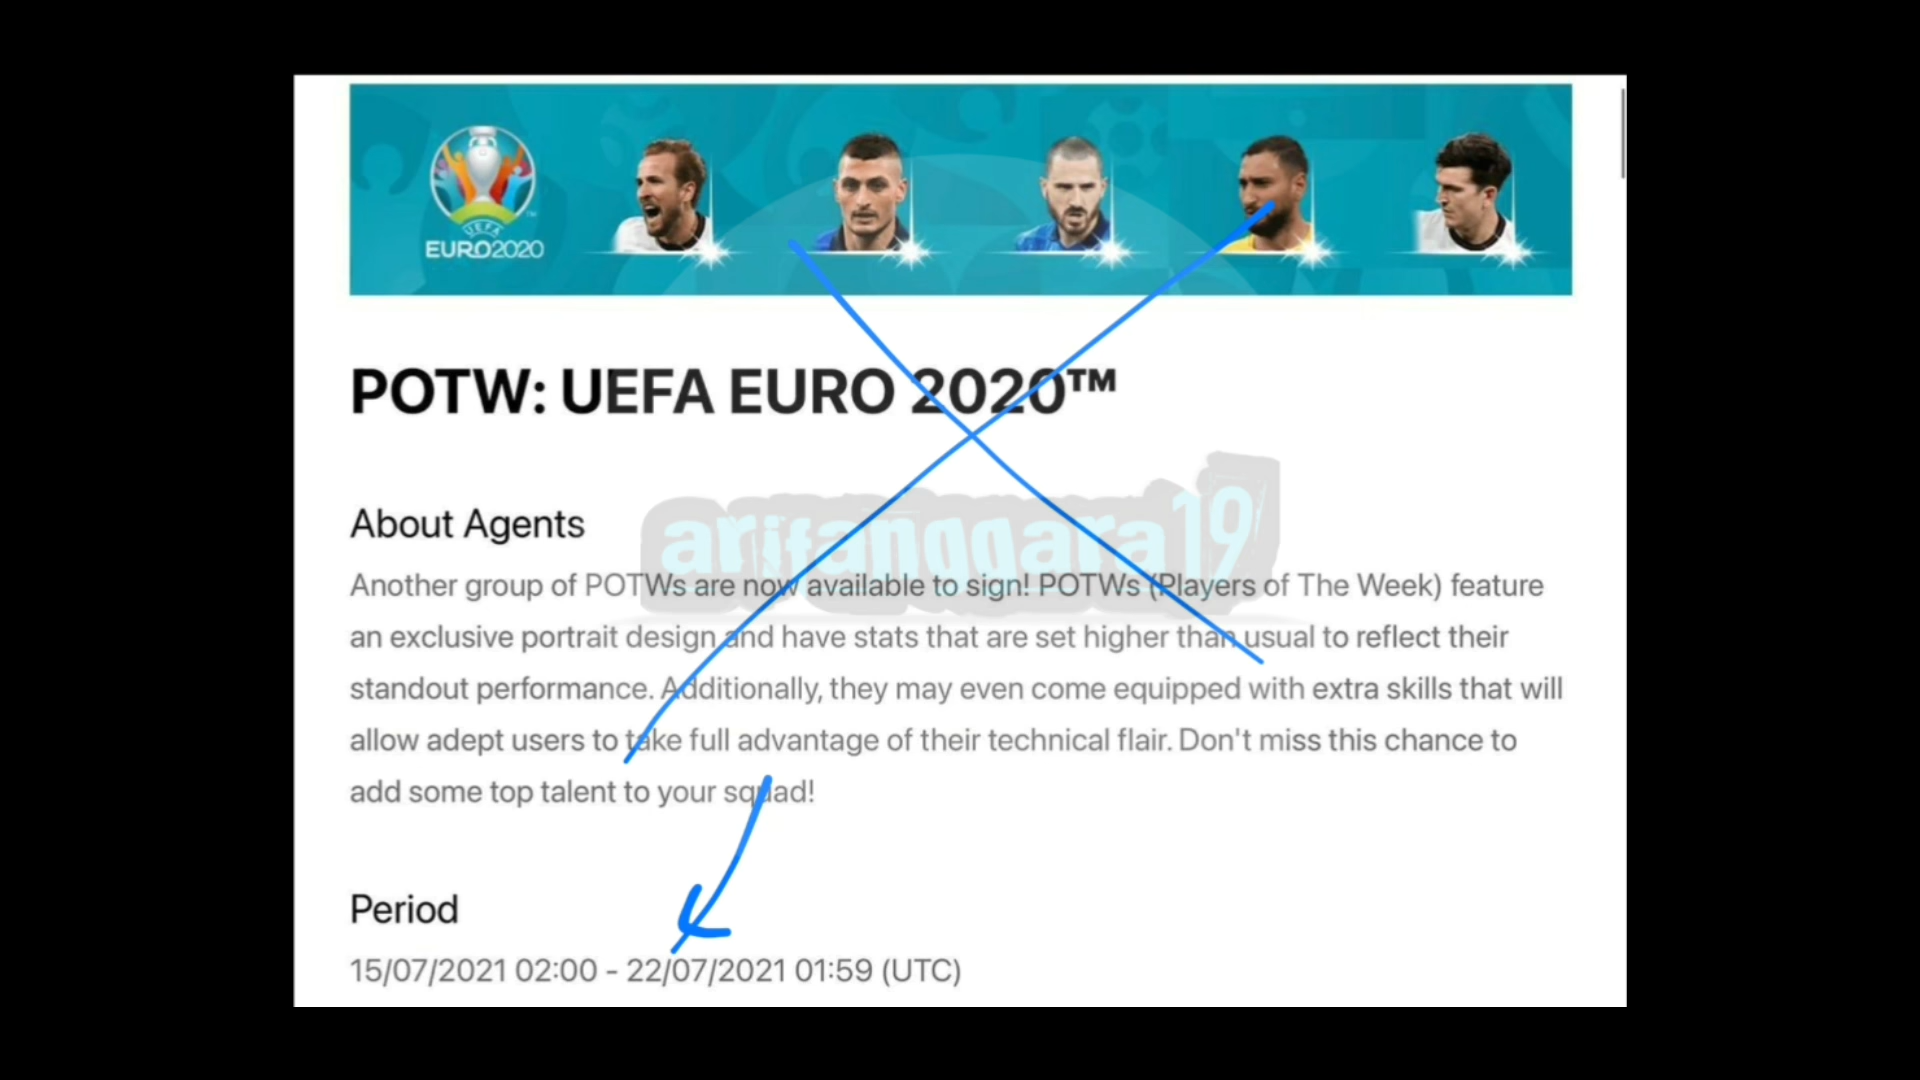 UEFA
EURO2020
POTW: UEFA EURO 2020™
arifanggara19
About Agents
Another group of POTWs are now available to sign! POTWs (Players of The Week) feature
an exclusive portrait design and have stats that are set higher than usual to reflect their
standout performance. Additionally, they may even come equipped with extra skills that will
allow adept users to take full advantage of their technical flair. Don't miss this chance to
add some top talent to your squad!
Period
15/07/2021 02:00 - 22/07/2021 01:59 (UTC)